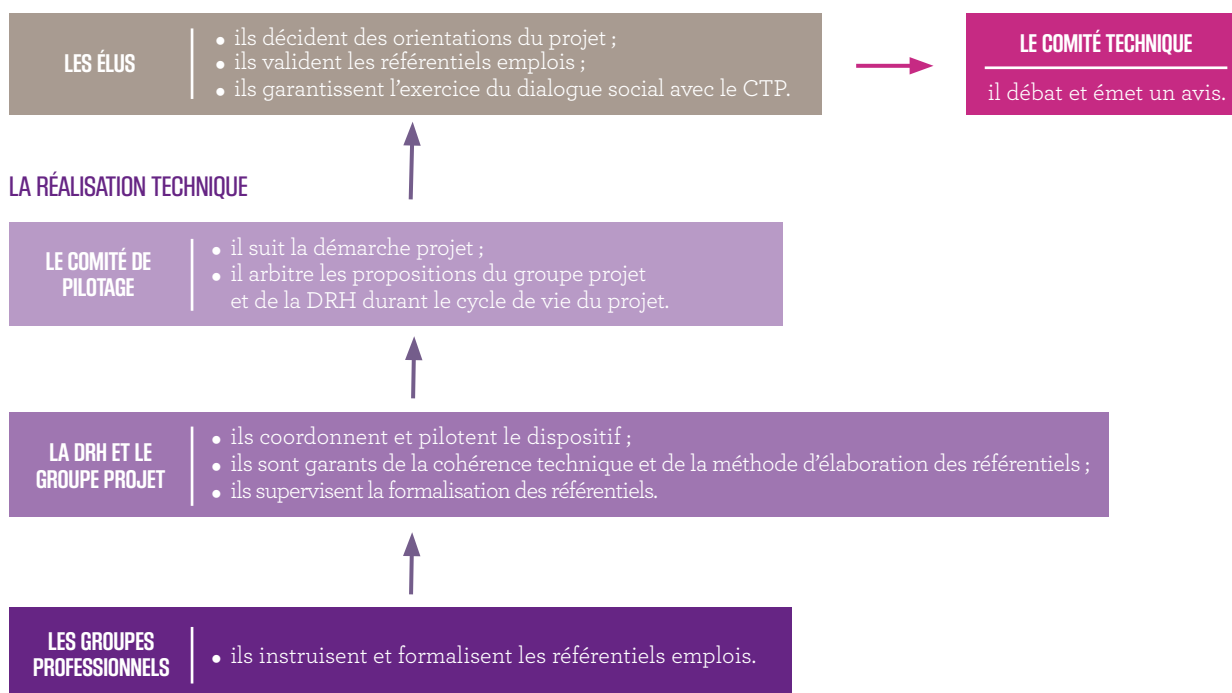 LES ÉLUS
• ils décident des orientations du projet ;
• ils valident les référentiels emplois ;
• ils garantissent l'exercice du dialogue social avec le CTP.
LE COMITÉ TECHNIQUE
il débat et émet un avis.
LA RÉALISATION TECHNIQUE
LE COMITÉ DE
PILOTAGE
• il suit la démarche projet ;
• il arbitre les propositions du groupe projet
et de la DRH durant le cycle de vie du projet.
LA DRH ET LE
GROUPE PROJET
• ils coordonnent et pilotent le dispositif ;
• ils sont garants de la cohérence technique et de la méthode d'élaboration des référentiels ;
• ils supervisent la formalisation des référentiels.
LES GROUPES
PROFESSIONNELS
• ils instruisent et formalisent les référentiels emplois.